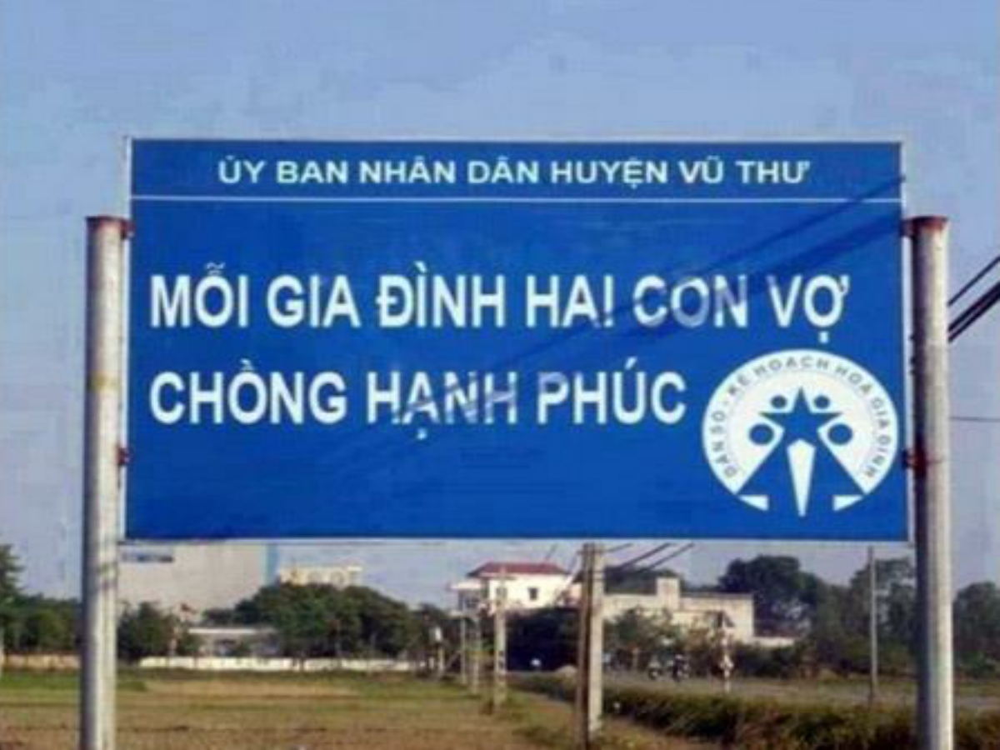 ỦY BAN NHÂN DÂN HUYỆN VŨ THƯ
MỖI GIA ĐÌNH HAI CON VỢ
CHỒNG HẠNH PHÚC
DÂN SỐ - KẾ HOẠCH HOÁ GIA ĐÌNH